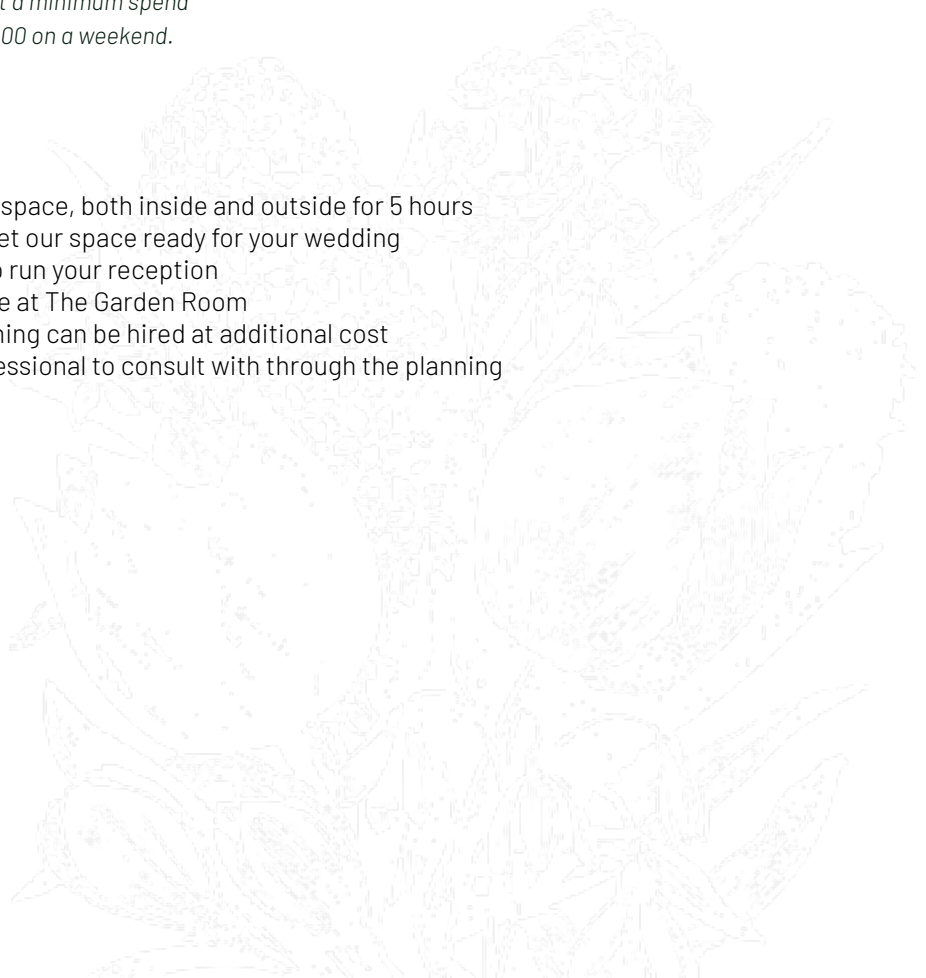 t a minimum spend
00 on a weekend.
space, both inside and outside for 5 hours
et our space ready for your wedding
o run your reception
e at The Garden Room
ning can be hired at additional cost
essional to consult with through the planning